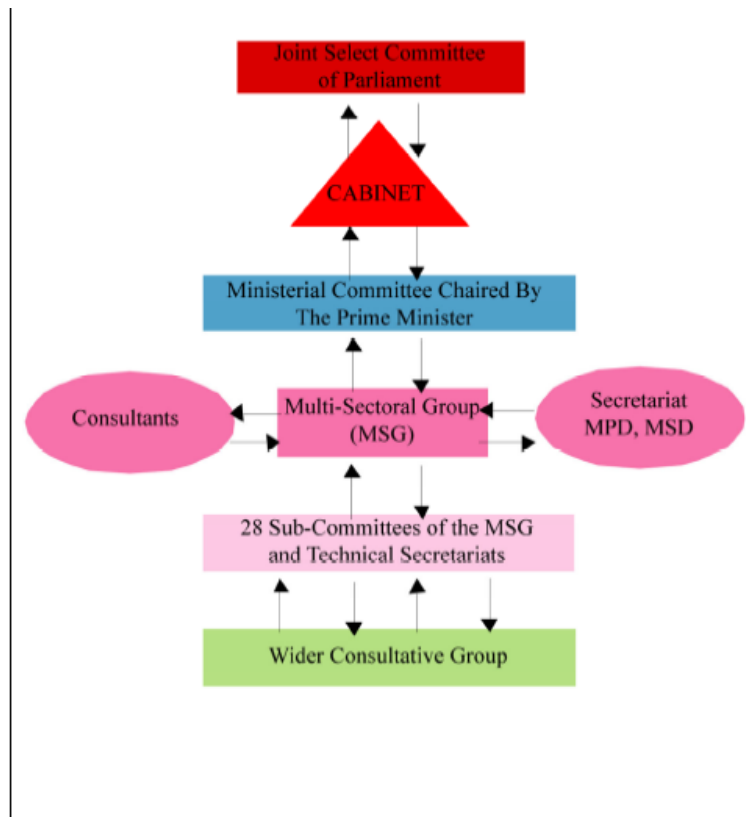 Joint Select Committee
of Parliament
CABINET
Ministerial Committee Chaired By
The Prime Minister
Consultants
Multi-Sectoral Group
(MSG)
Secretariat
MPD, MSD
28 Sub-Committees of the MSG
and Technical Secretariats
Wider Consultative Group